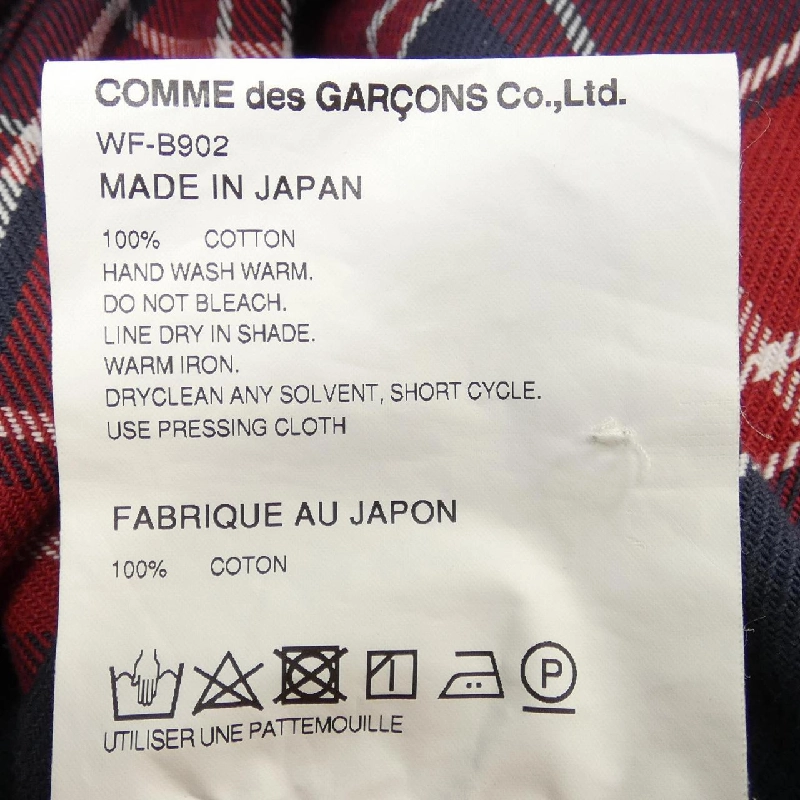 COMME des GARÇONS Co.,Ltd.
WF-B902
MADE IN JAPAN
100% COTTON
HAND WASH WARM.
DO NOT BLEACH.
LINE DRY IN SHADE.
WARM IRON.
DRYCLEAN ANY SOLVENT, SHORT CYCLE.
USE PRESSING CLOTH
FABRIQUE AU JAPON
100% COTON
P
UTILISER UNE PATTEMOUILLE